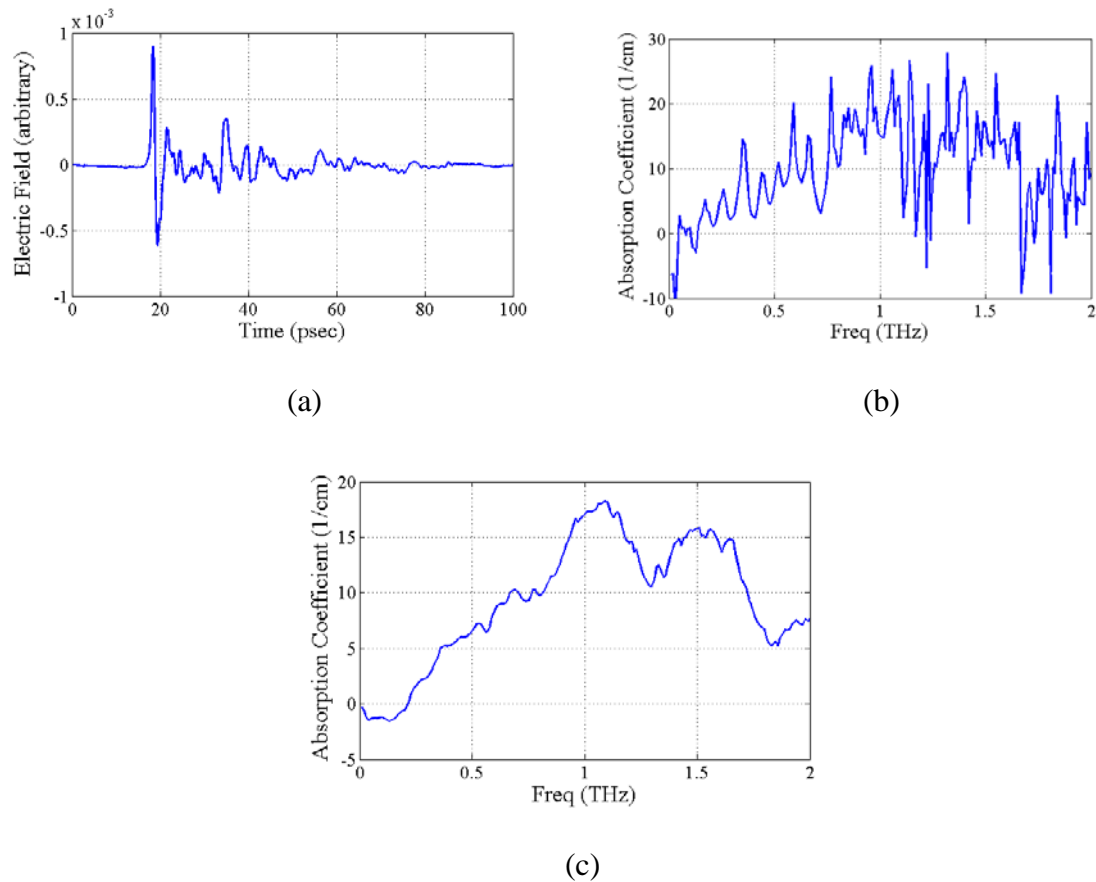 x 10⁻³
1
0.5
0
-0.5
-1
Electric Field (arbitrary)
0 20 40 60 80 100
Time (psec)
(a)
30
20
10
0
-10
Absorption Coefficient (1/cm)
0 0.5 1 1.5 2
Freq (THz)
(b)
20
15
10
5
0
-5
Absorption Coefficient (1/cm)
0 0.5 1 1.5 2
Freq (THz)
(c)